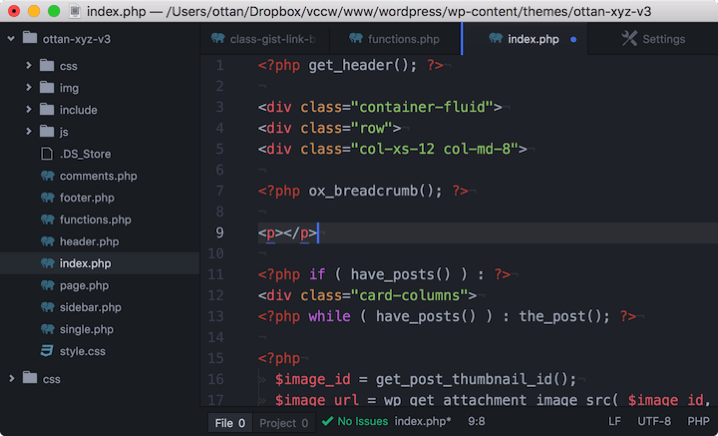 index.php — /Users/ottan/Dropbox/vccw/www/wordpress/wp-content/themes/ottan-xyz-v3
ottan-xyz-v3
css
img
include
js
.DS_Store
comments.php
footer.php
functions.php
header.php
index.php
page.php
sidebar.php
single.php
style.css
css
class-gist-link-b
functions.php
index.php
Settings
1 <?php get_header(); ?>¬
2 ¬
3 <div class="container-fluid">¬
4 <div class="row">¬
5 <div class="col-xs-12 col-md-8">¬
6 ¬
7 <?php ox_breadcrumb(); ?>¬
8 ¬
9 <p></p>¬
10 ¬
11 <?php if ( have_posts() ) : ?>¬
12 <div class="card-columns">¬
13 <?php while ( have_posts() ) : the_post(); ?>¬
14 ¬
15 <?php¬
16 » $image_id = get_post_thumbnail_id();¬
17 » $image_url = wp_get_attachment_image_src( $image_id,
File 0 Project 0 No Issues index.php* 9:8 LF UTF-8 PHP